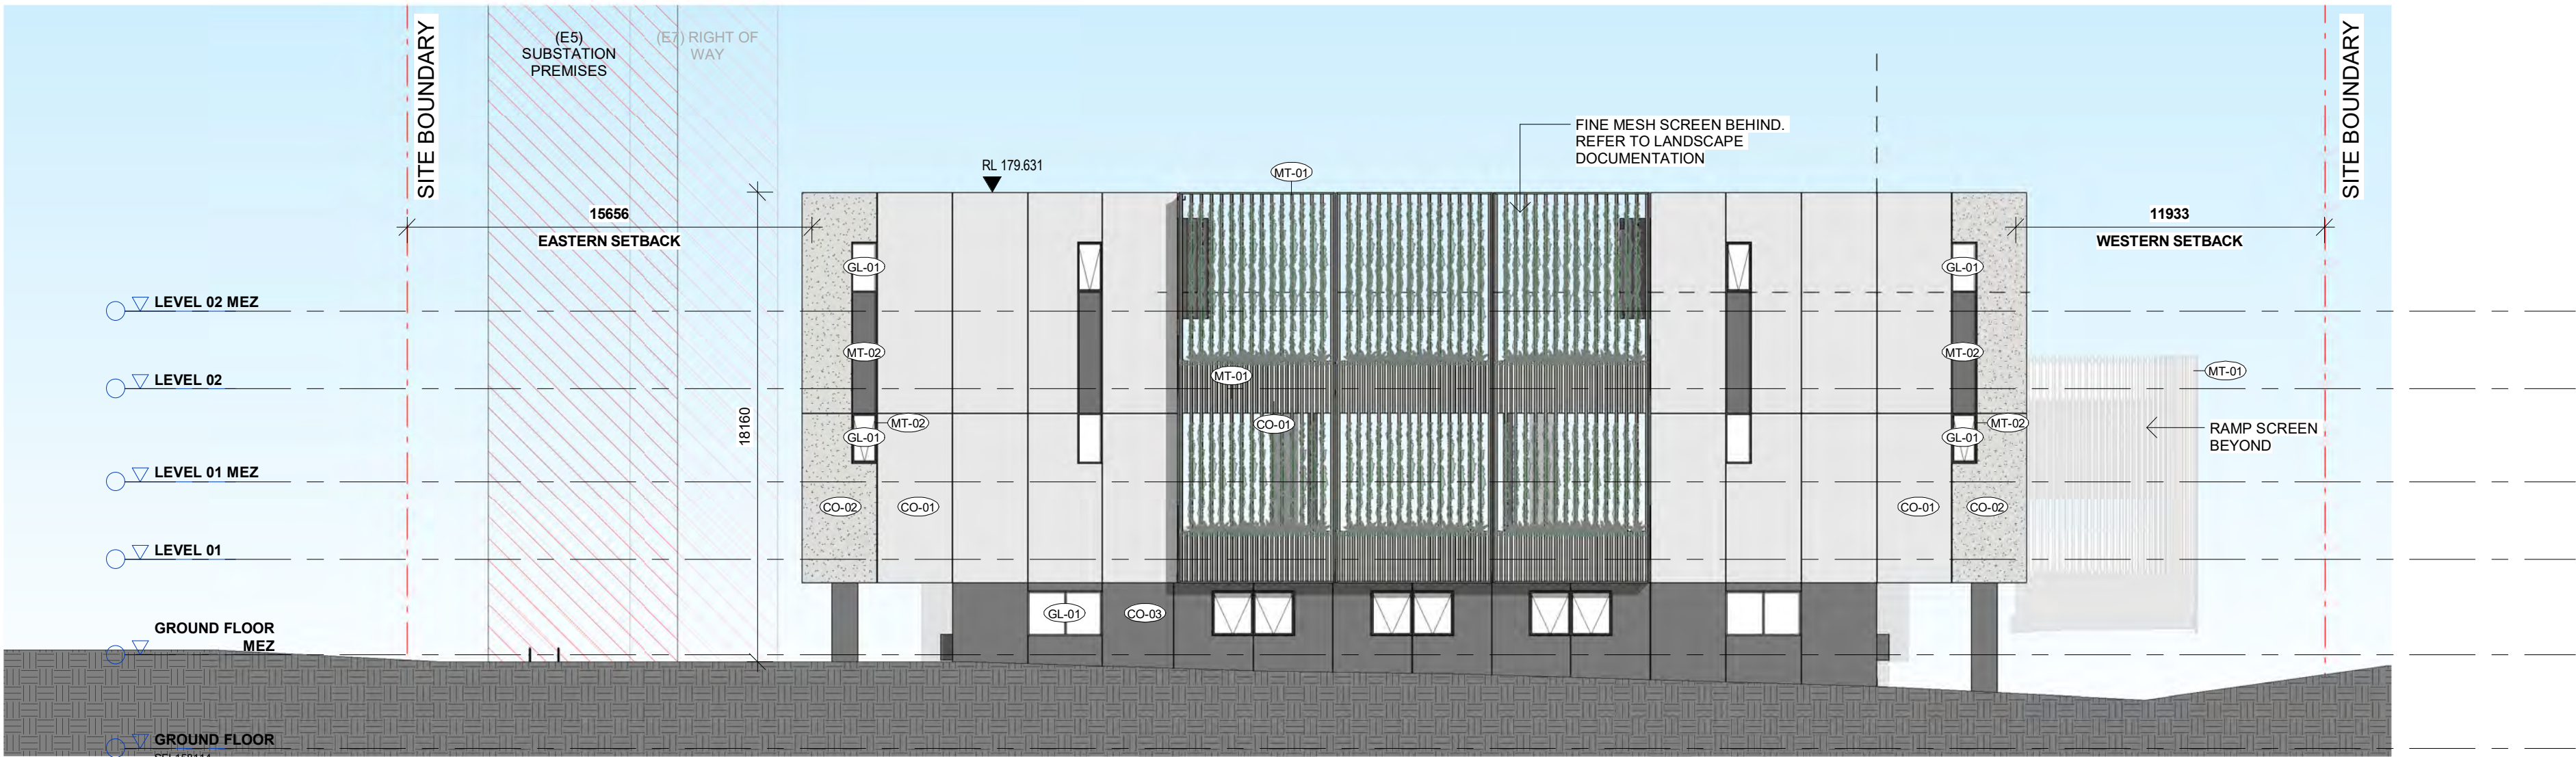 (E5)
SUBSTATION
PREMISES
(E7) RIGHT OF
WAY
SITE BOUNDARY
SITE BOUNDARY
FINE MESH SCREEN BEHIND.
REFER TO LANDSCAPE
DOCUMENTATION
RL 179.631
MT-01
15656
EASTERN SETBACK
11933
WESTERN SETBACK
GL-01
GL-01
LEVEL 02 MEZ
MT-02
MT-02
LEVEL 02
MT-01
MT-01
18160
MT-02
CO-01
MT-02
GL-01
GL-01
RAMP SCREEN
BEYOND
LEVEL 01 MEZ
CO-02
CO-01
CO-01
CO-02
LEVEL 01
GL-01
CO-03
GROUND FLOOR
MEZ
GROUND FLOOR